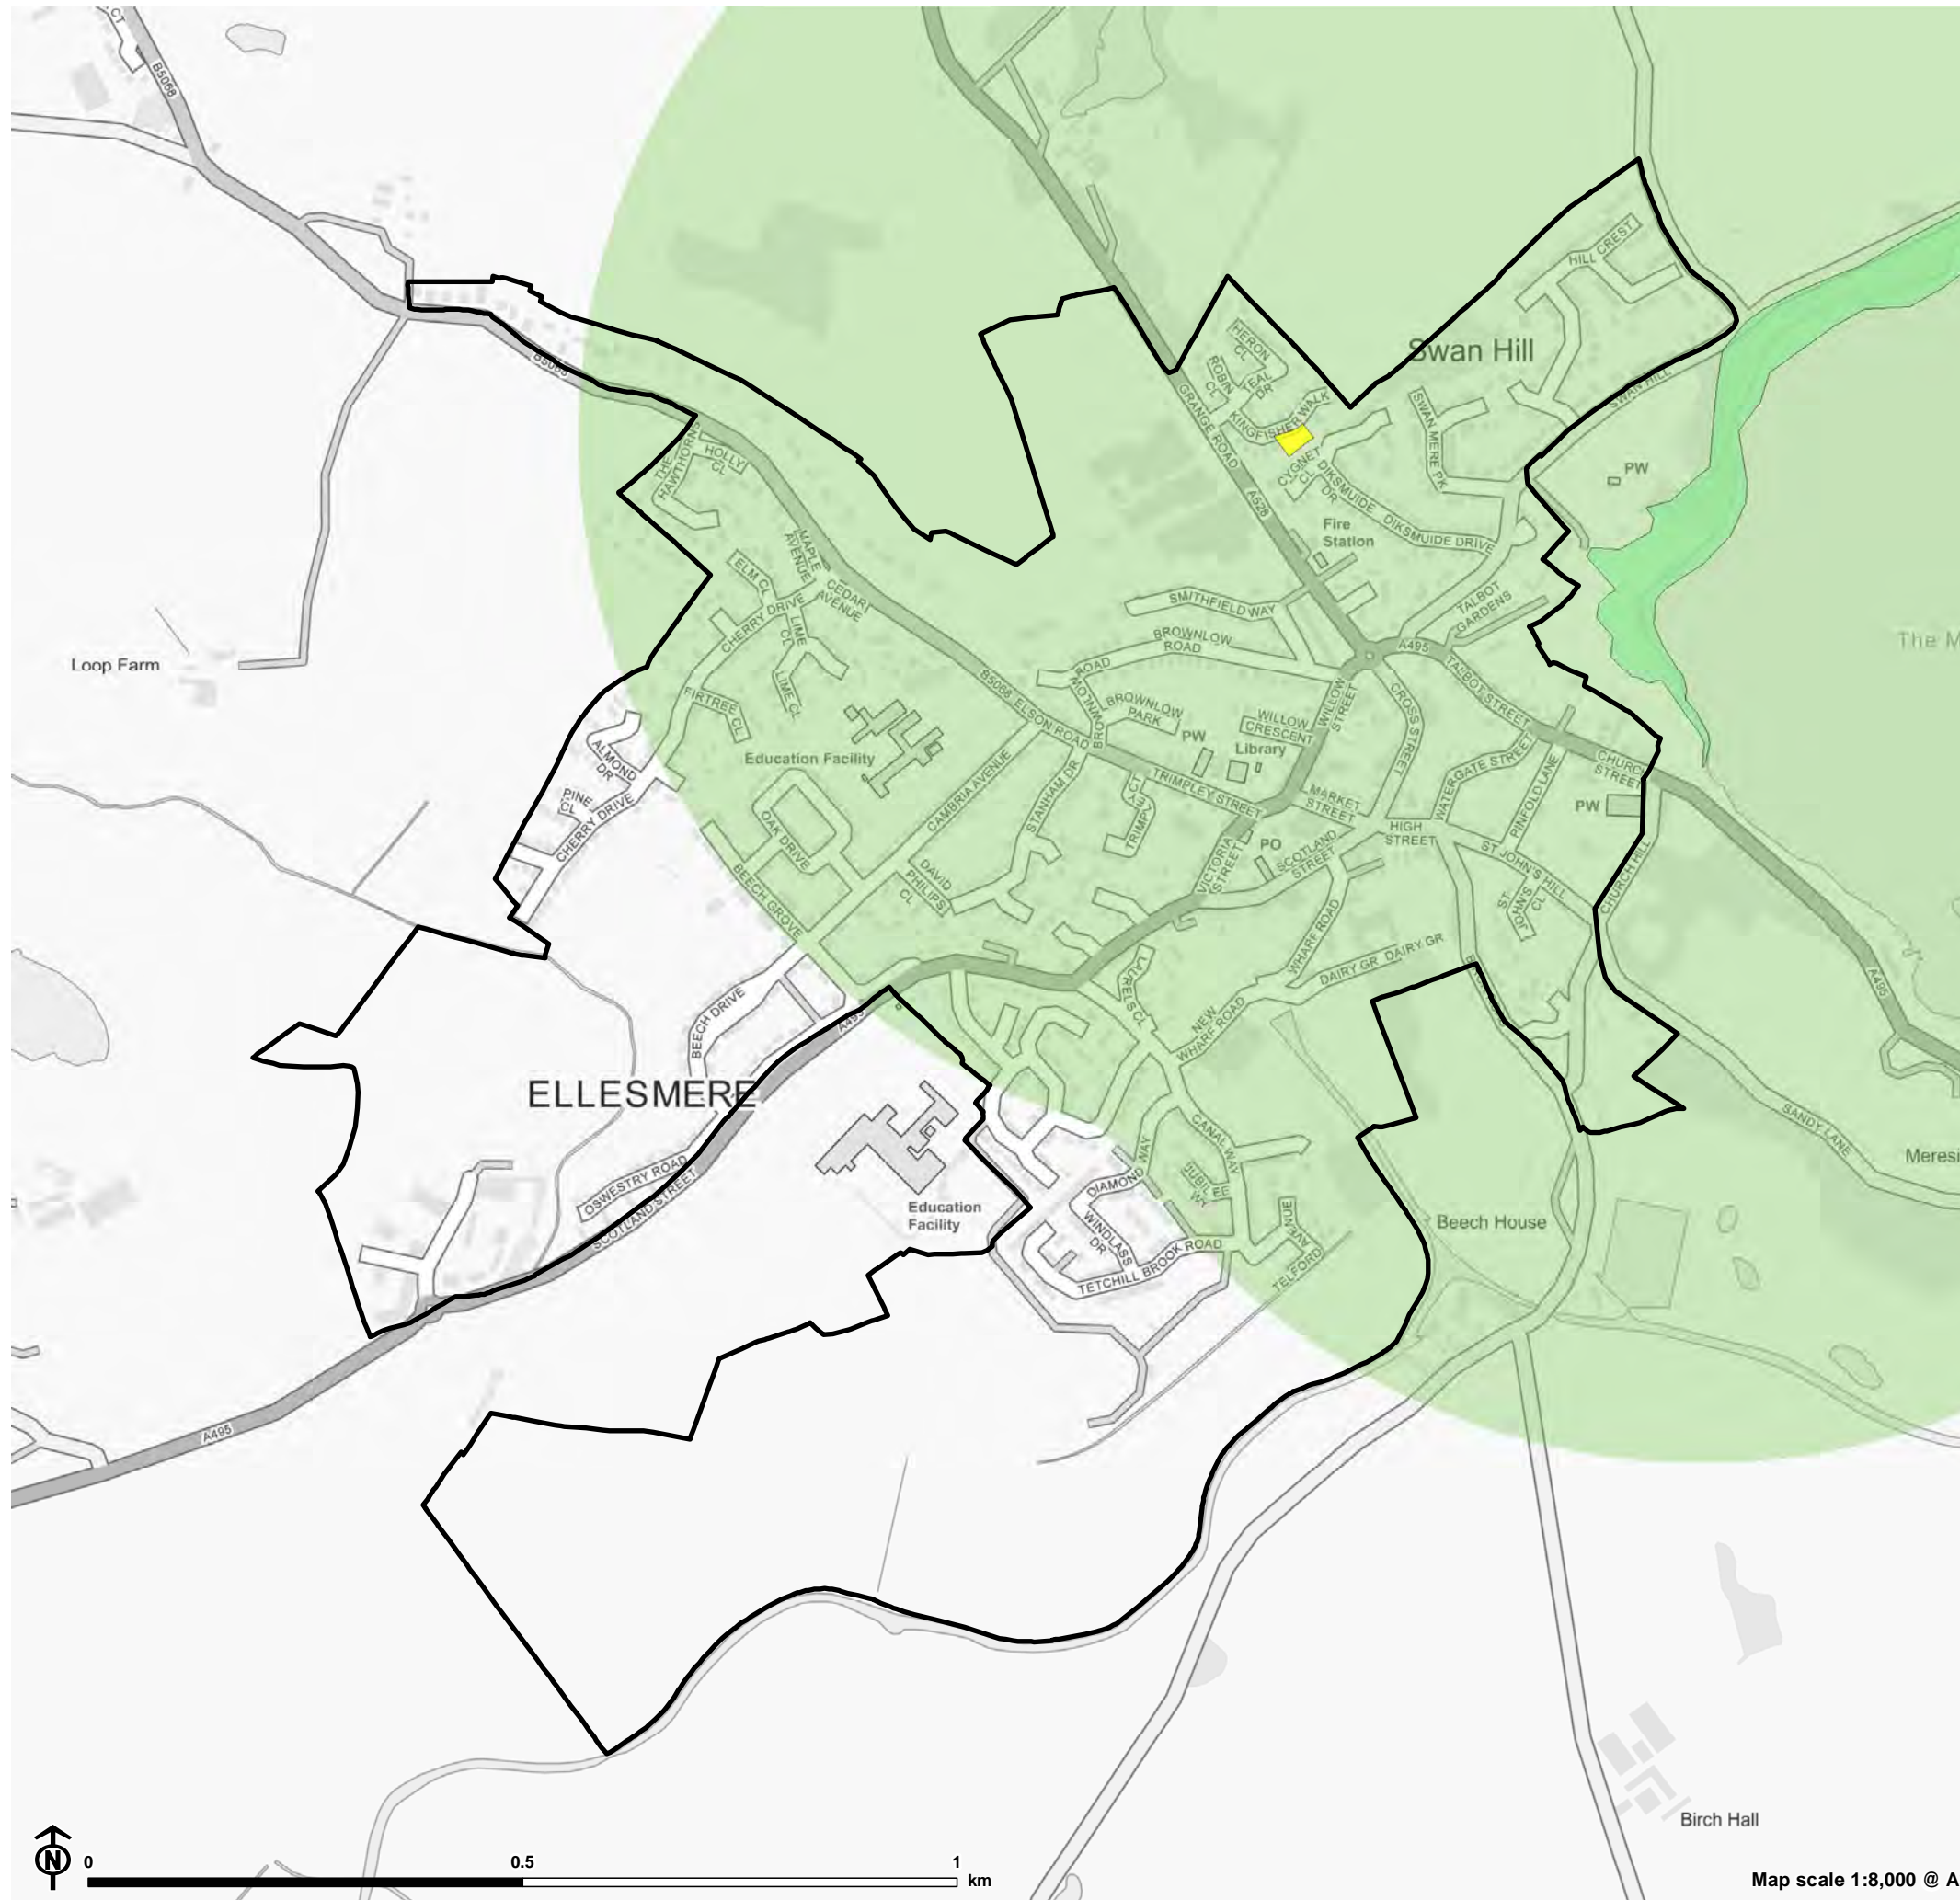 CT
B5068
HILL CREST
Swan Hill
HERON
CL
ROBIN
CL
TEAL
DR
KINGFISHER WALK
SWAN HILL
B5068
GRANGE ROAD
SWAN MERE PK
PW
THE
HAWTHORNS
HOLLY
CL
CYGNET
CL
DIKSMUIDE
DR
DIKSMUIDE DRIVE
A528
Fire
Station
MAPLE
AVENUE
ELM CL
CEDAR
AVENUE
CHERRY DRIVE
LIME
CL
SMITHFIELD WAY
TALBOT
GARDENS
The M
Loop Farm
BROWNLOW
ROAD
A495
TALBOT STREET
BROWNLOW
ROAD
LIME CL
FIRTREE CL
B5068 ELSON ROAD
BROWNLOW
PARK
WILLOW
STREET
CROSS STREET
WILLOW
CRESCENT
PW
Library
ALMOND
DR
Education Facility
WATERGATE STREET
CHURCH
STREET
PINE
CL
CHERRY DRIVE
CAMBRIA AVENUE
STANHAM DR
TRIMPLEY
CT
TRIMPLEY STREET
MARKET
STREET
PINFOLD LANE
PW
OAK DRIVE
HIGH
STREET
PO
SCOTLAND
STREET
VICTORIA
STREET
ST JOHN'S HILL
ST
JOHN'S
CL
CHURCH HILL
BEECH GROVE
DAVID
PHILIPS
CL
WHARF ROAD
DAIRY GR
DAIRY GR
LAURELS CL
NEW
WHARF ROAD
A495
BEECH DRIVE
A495
ELLESMERE
SANDY LANE
Meresi
CANAL WAY
JUBILEE
WY
OSWESTRY ROAD
SCOTLAND STREET
DIAMOND
WAY
Education
Facility
WINDLASS
DR
TETCHILL BROOK ROAD
TELFORD
AVENUE
Beech House
A495
Birch Hall
N
0
0.5
1
km
Map scale 1:8,000 @ A